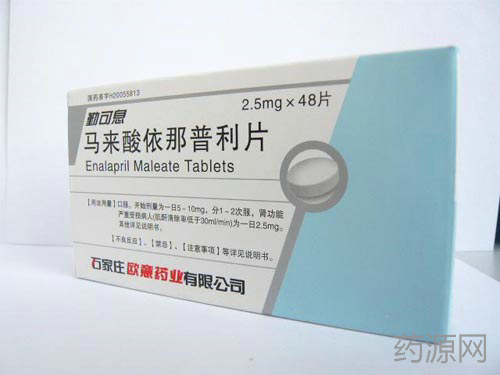 国药准字H20055813
2.5mg×48片
勤可息
马来酸依那普利片
Enalapril Maleate Tablets
【用法用量】口服。开始剂量为一日5~10mg，分1~2次服，肾功能
严重受损病人(肌酐清除率低于30ml/min)为一日2.5mg。
其他详见说明书。
【不良反应】、【禁忌】、【注意事项】等详见说明书。
石家庄欧意药业有限公司
药源网